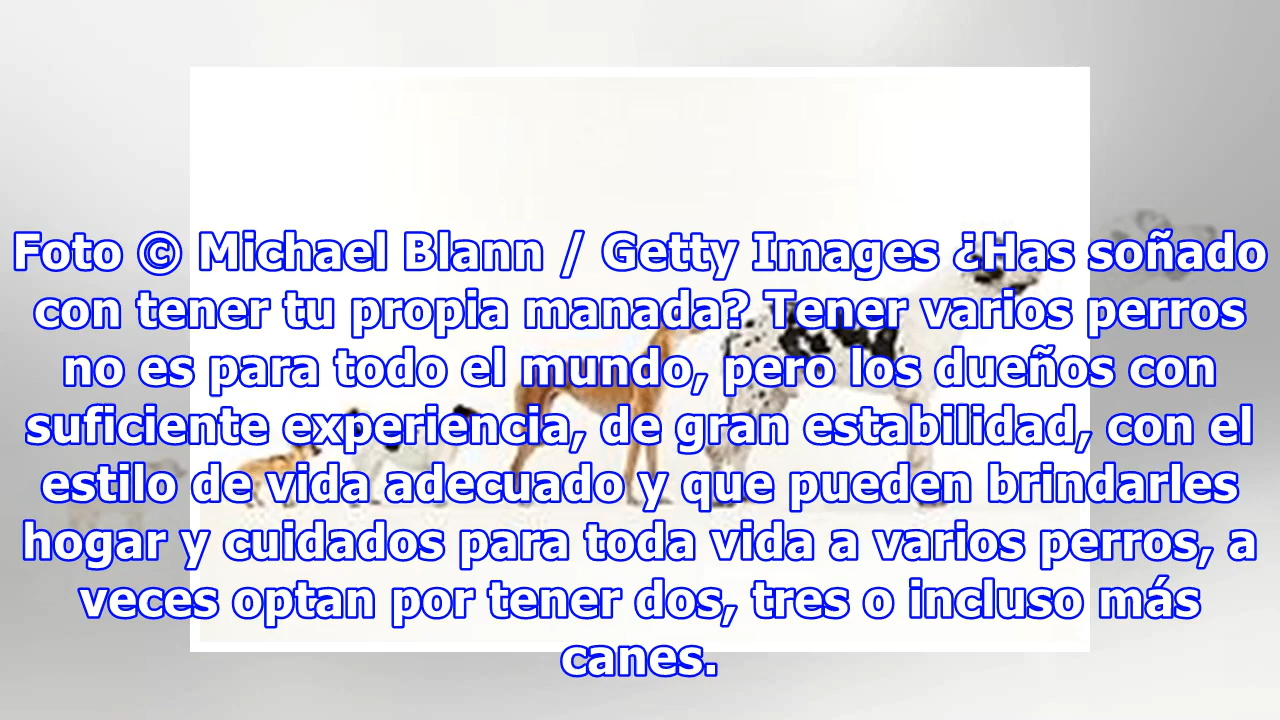 Foto © Michael Blann / Getty Images ¿Has soñado
con tener tu propia manada? Tener varios perros
no es para todo el mundo, pero los dueños con
suficiente experiencia, de gran estabilidad, con el
estilo de vida adecuado y que pueden brindarles
hogar y cuidados para toda vida a varios perros, a
veces optan por tener dos, tres o incluso más
canes.